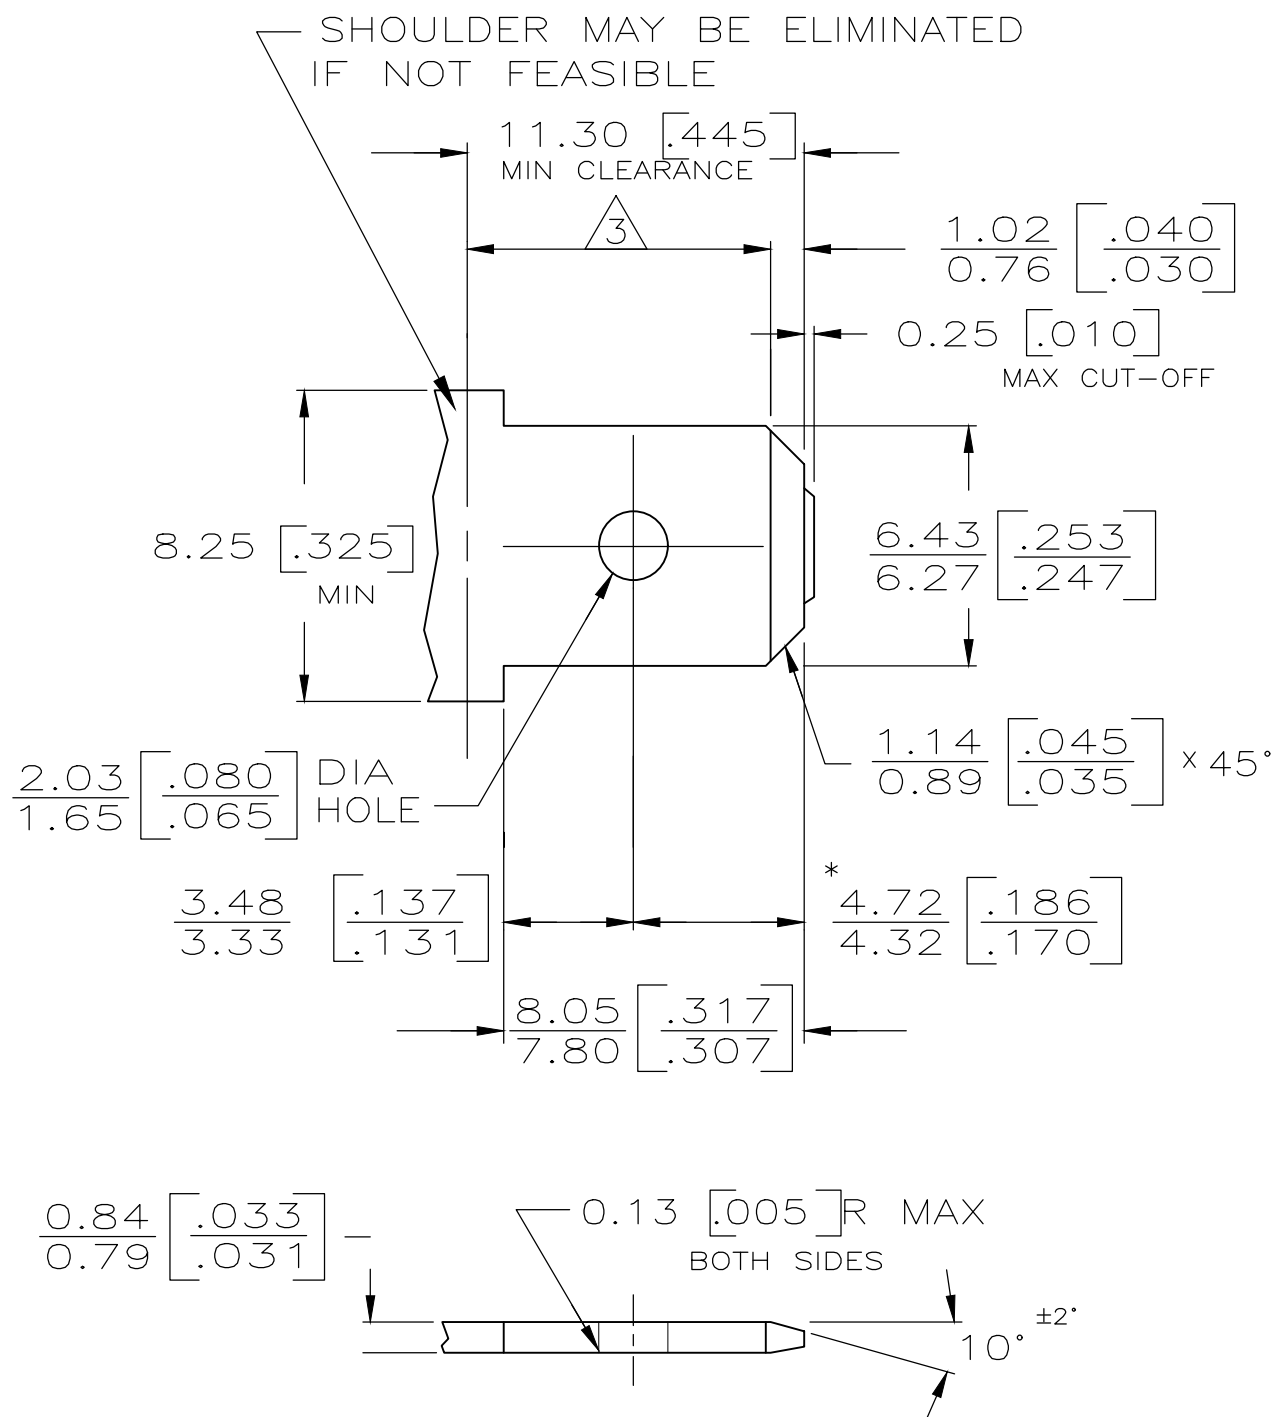 SHOULDER MAY BE ELIMINATED
IF NOT FEASIBLE
11.30 [.445]
MIN CLEARANCE
3
1.02 [.040
0.76 .030]
0.25 [.010]
MAX CUT-OFF
8.25 [.325]
MIN
6.43 [.253
6.27 .247]
2.03 [.080
1.65 .065]
DIA
HOLE
1.14 [.045
0.89 .035] x 45°
3.48 [.137
3.33 .131]
*
4.72 [.186
4.32 .170]
8.05 [.317
7.80 .307]
0.84 [.033
0.79 .031]
0.13 [.005] R MAX
BOTH SIDES
10° ±2°